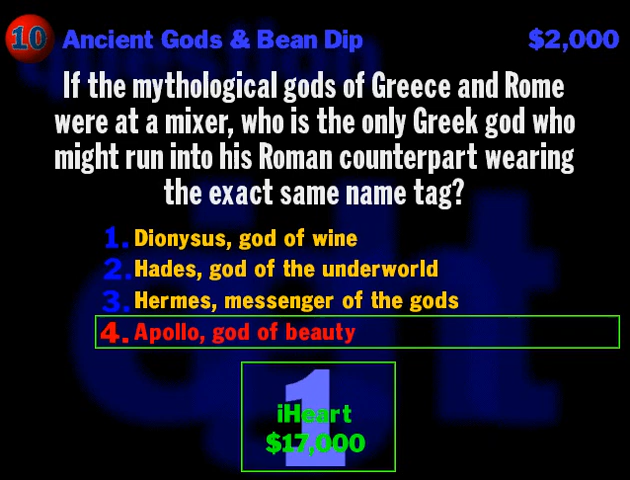 10 Ancient Gods & Bean Dip $2,000
If the mythological gods of Greece and Rome
were at a mixer, who is the only Greek god who
might run into his Roman counterpart wearing
the exact same name tag?
1. Dionysus, god of wine
2. Hades, god of the underworld
3. Hermes, messenger of the gods
4. Apollo, god of beauty
1
iHeart
$17,000